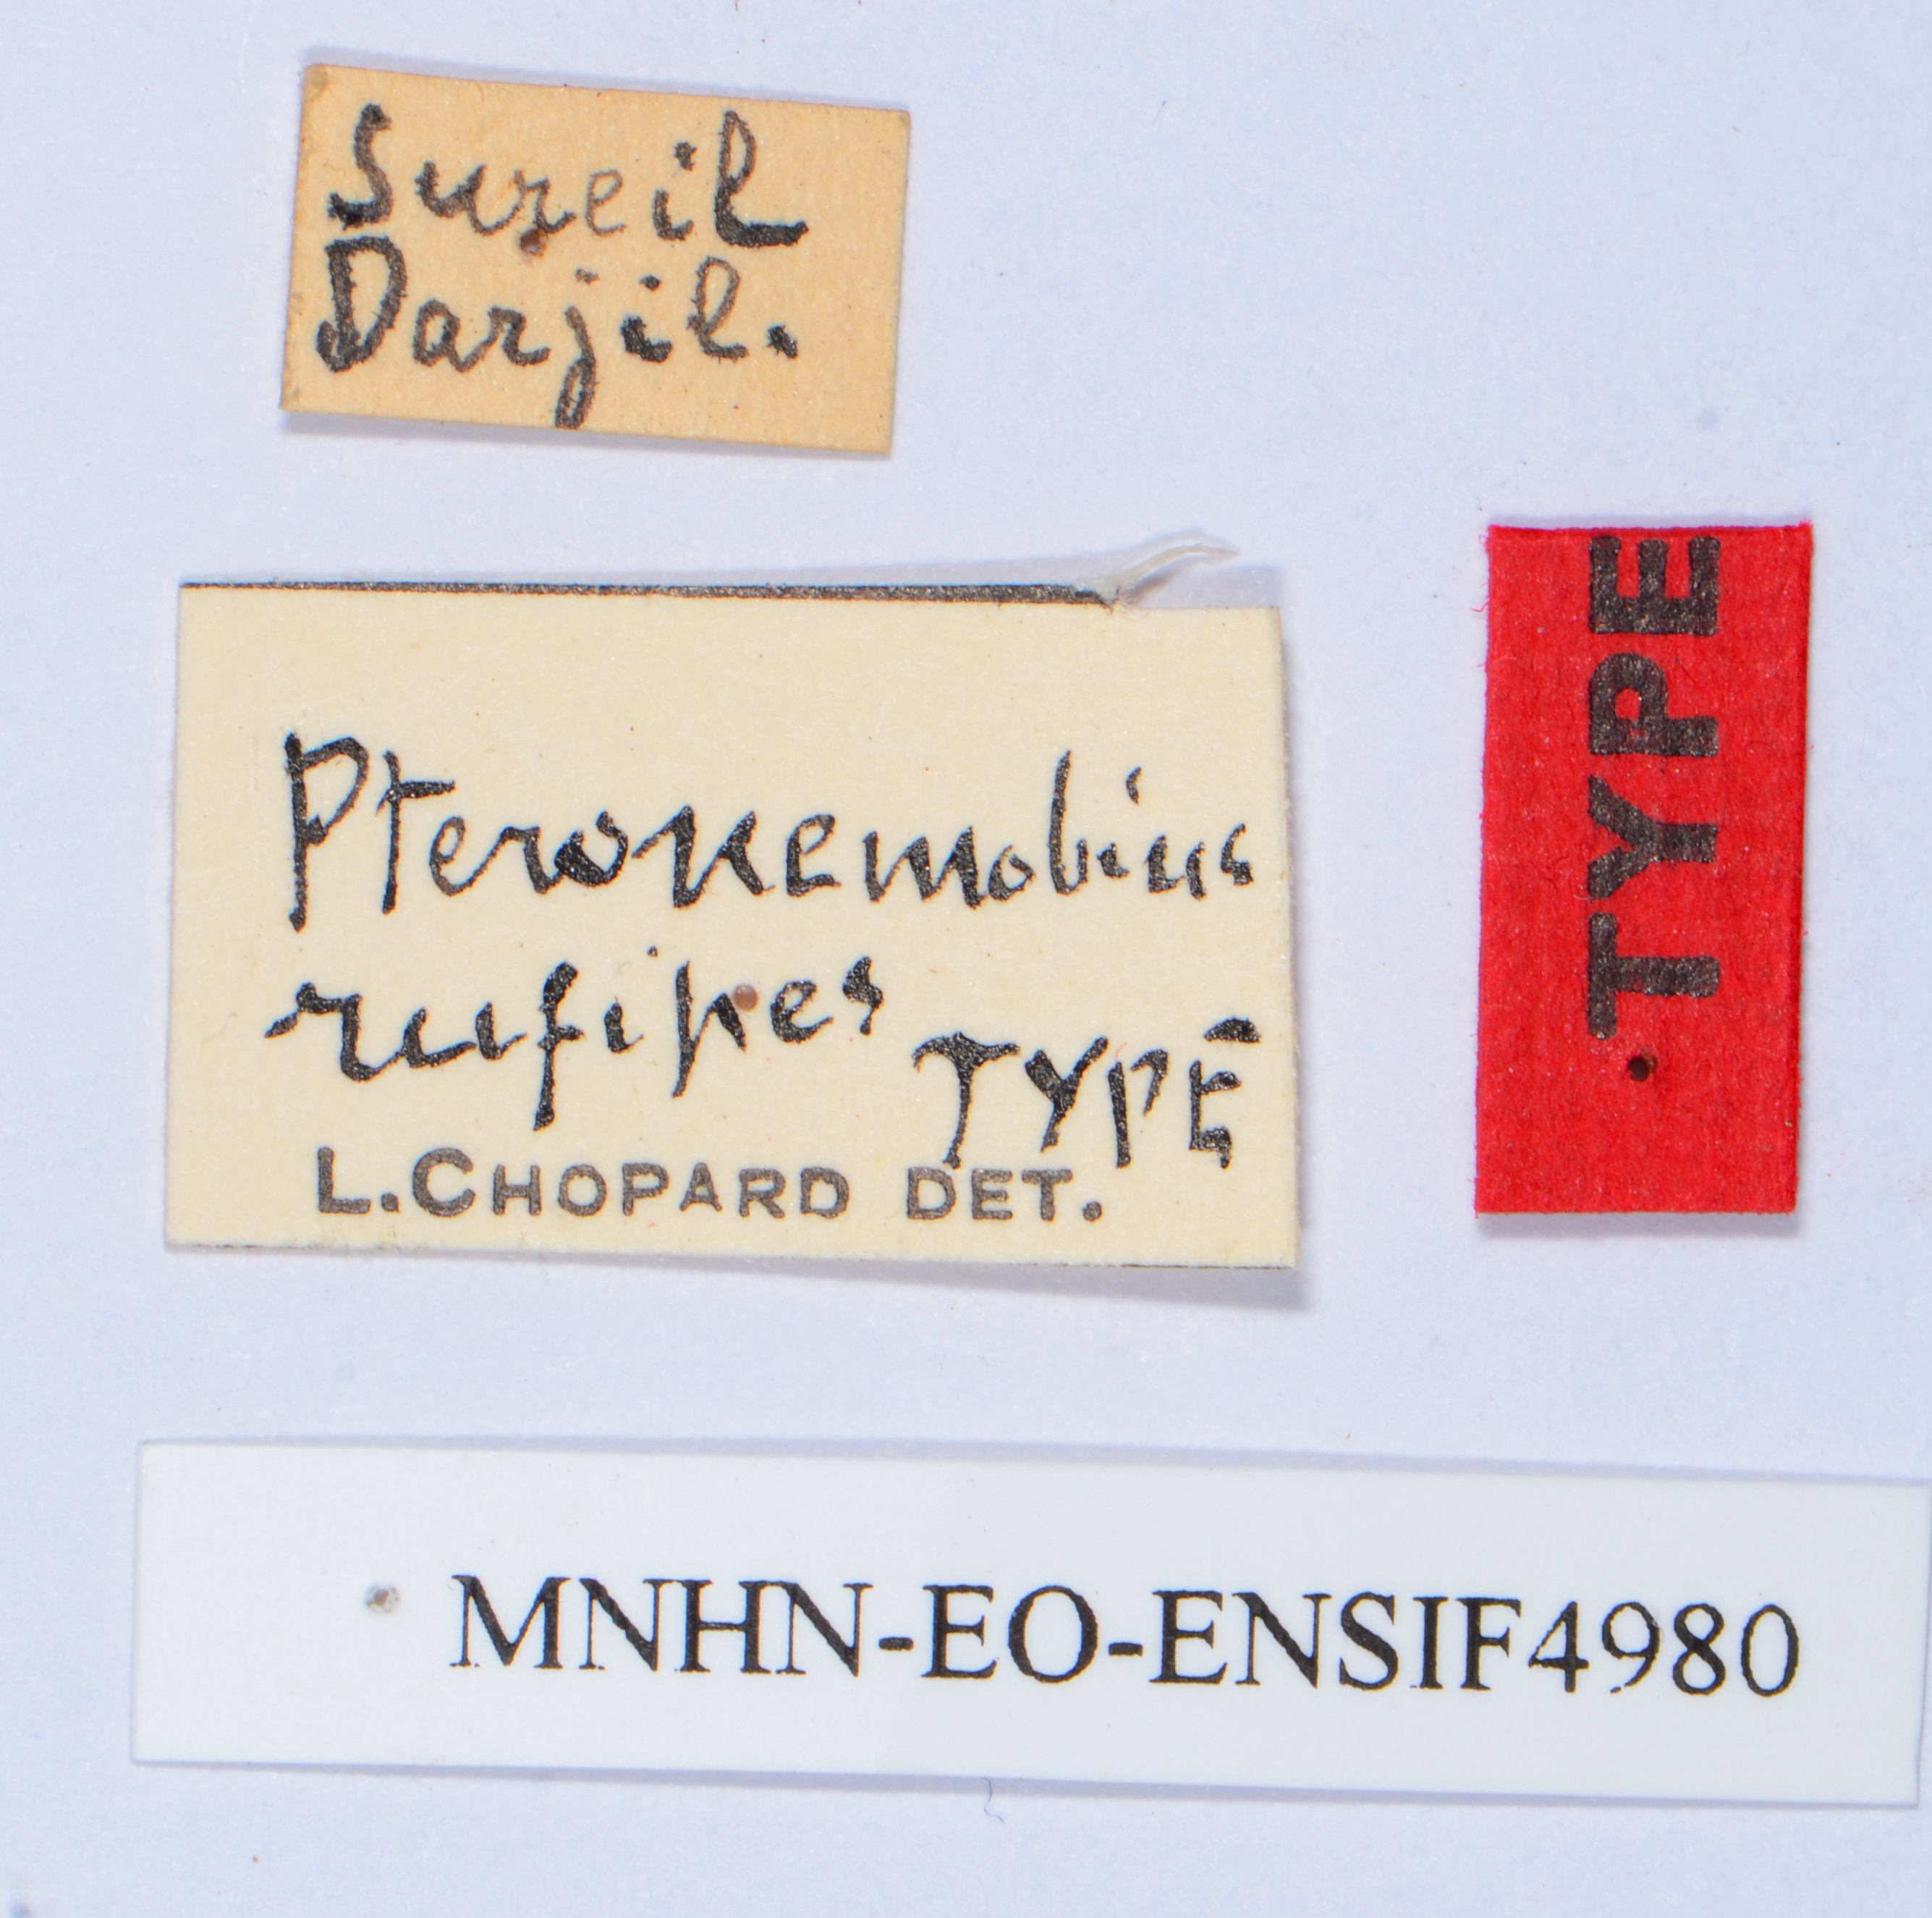 Sureil
Darjil.
Pteronemobius
rufipes TYPE
L. CHOPARD DET.
TYPE
MNHN-EO-ENSIF4980